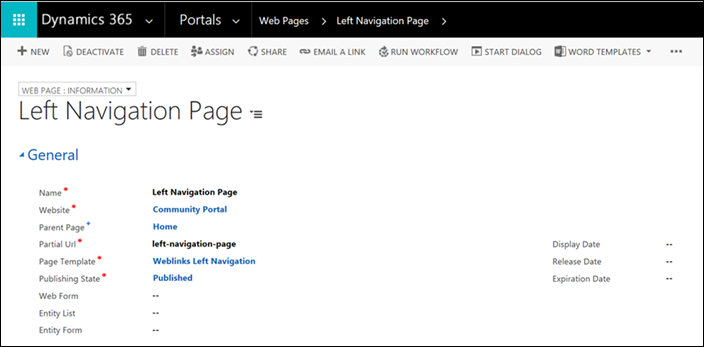 Dynamics 365 Portals Web Pages Left Navigation Page
NEW DEACTIVATE DELETE ASSIGN SHARE EMAIL A LINK RUN WORKFLOW START DIALOG WORD TEMPLATES ...
WEB PAGE : INFORMATION
Left Navigation Page
General
Name * Left Navigation Page
Website * Community Portal
Parent Page + Home
Partial Url * left-navigation-page Display Date --
Page Template * Weblinks Left Navigation Release Date --
Publishing State * Published Expiration Date --
Web Form --
Entity List --
Entity Form --